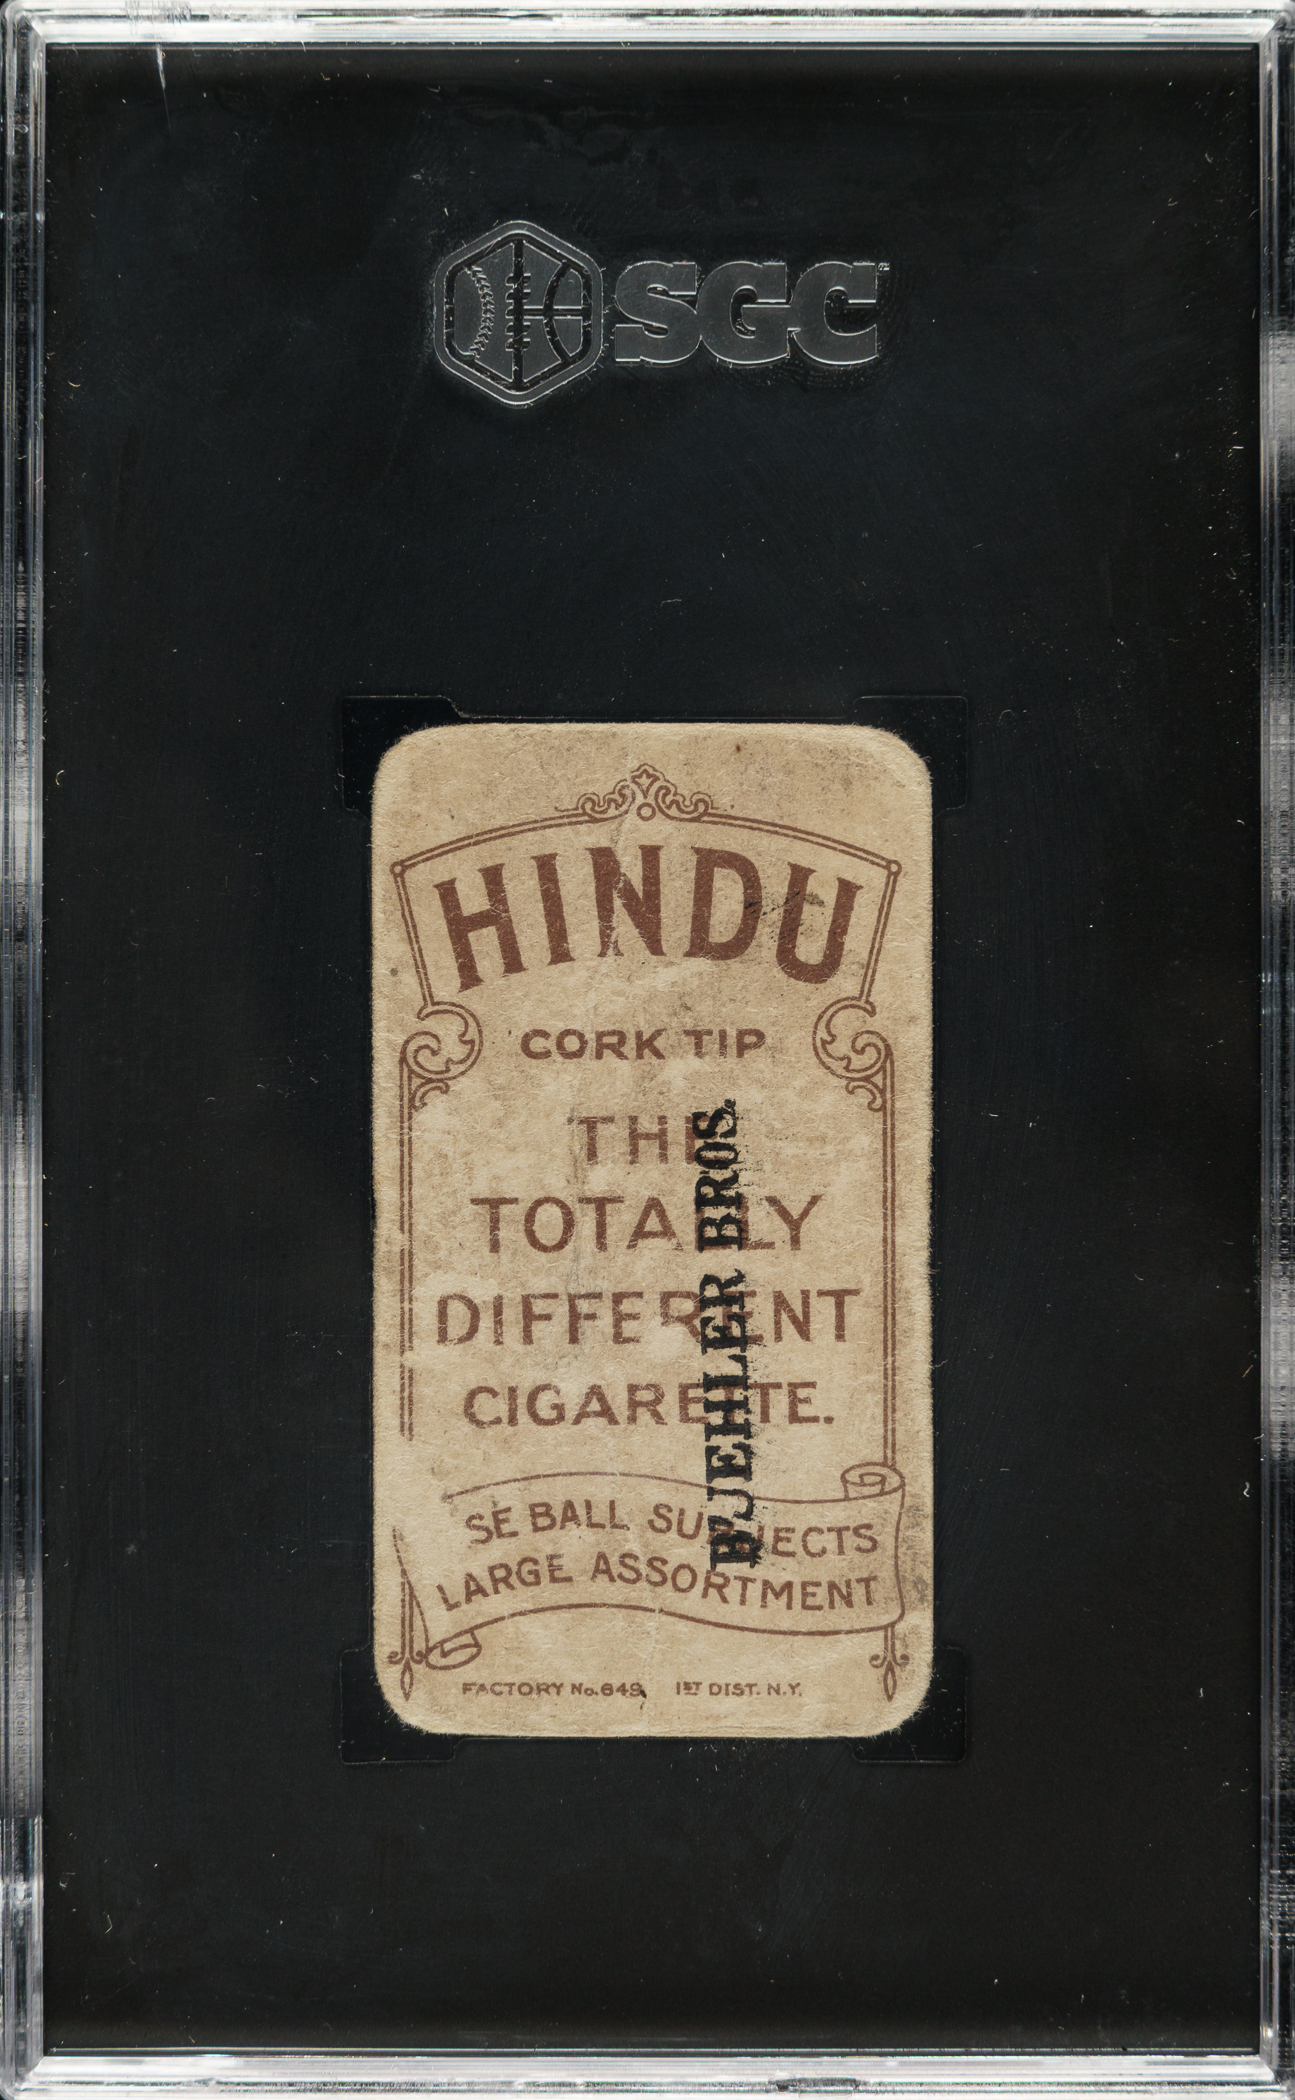 SGC
HINDU
CORK TIP
THE
TOTALLY
DIFFERENT
CIGARETTE.
SE BALL SUBJECTS
LARGE ASSORTMENT
FACTORY No. 649, 1ST DIST. N.Y.
BUEHLER BROS.